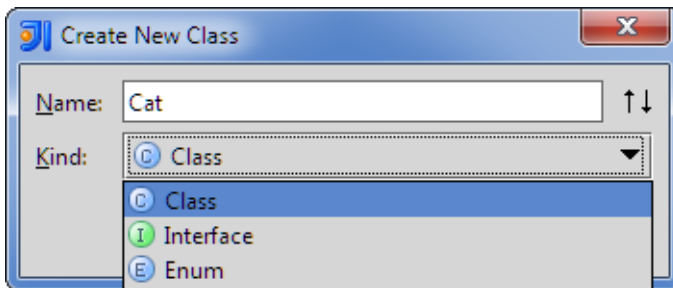 Create New Class
Name: Cat
Kind: C Class
C Class
I Interface
E Enum